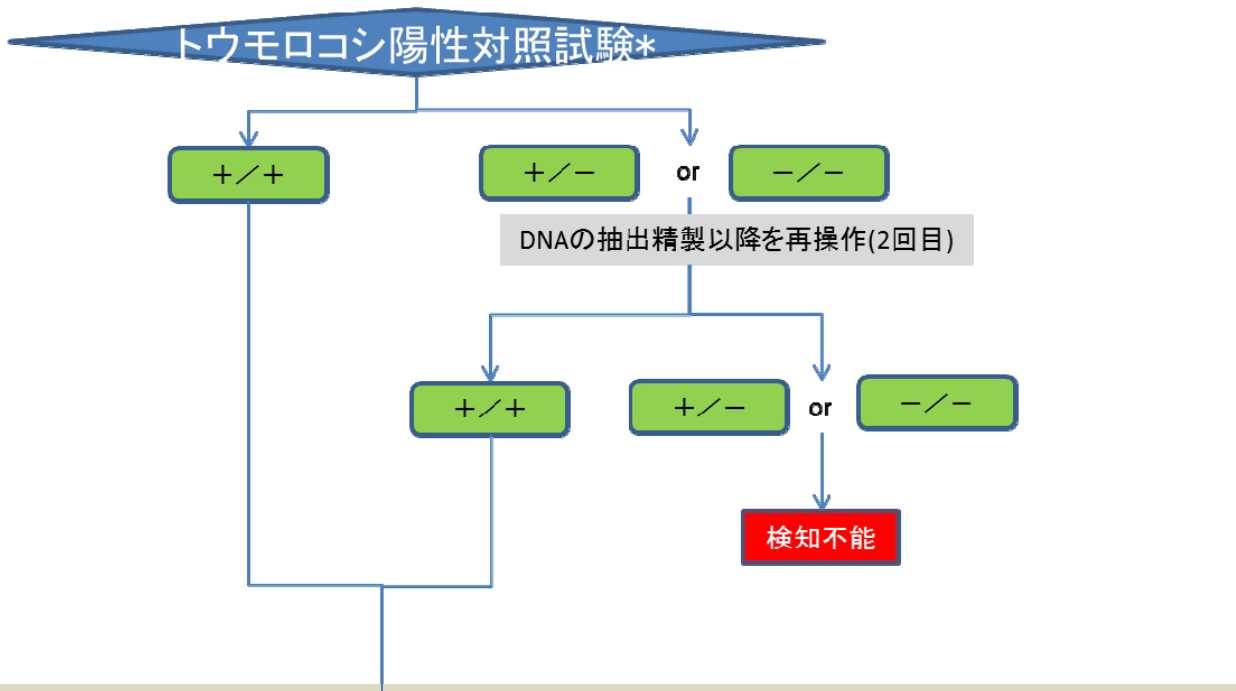 トウモロコシ陽性対照試験*
+/+
+/-
or
-/-
DNAの抽出精製以降を再操作(2回目)
+/+
+/-
or
-/-
検知不能